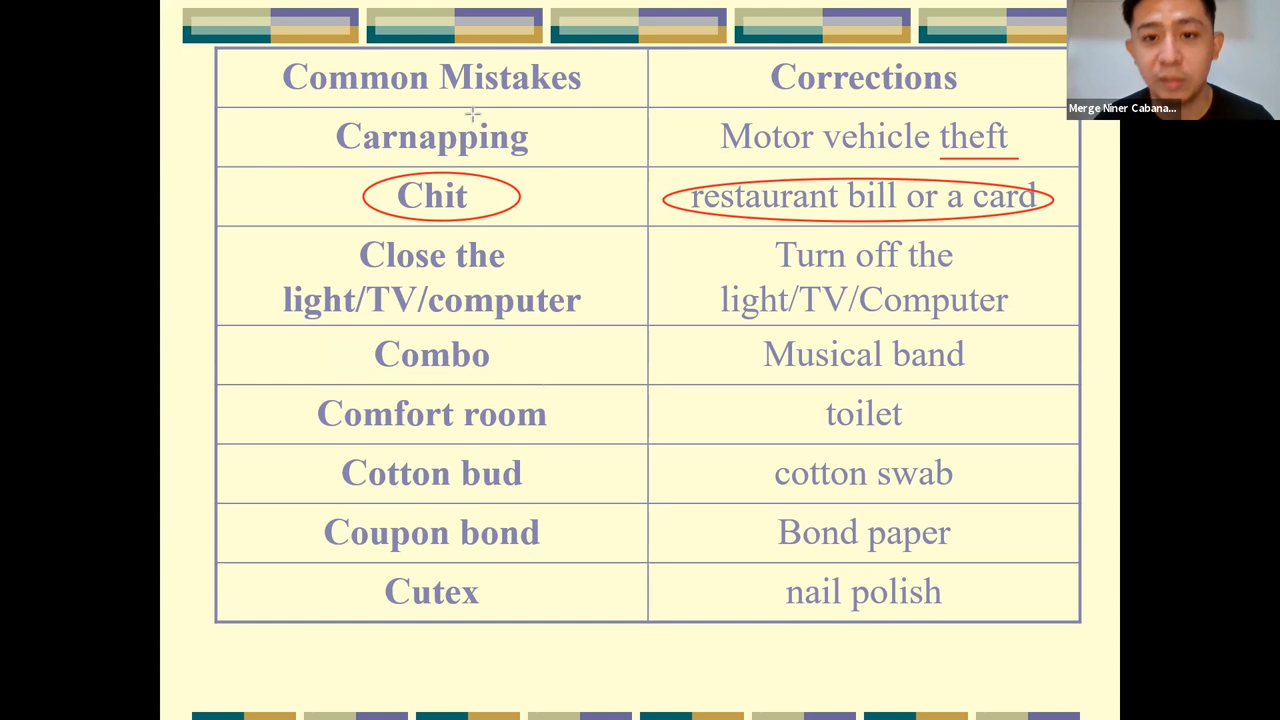 Common Mistakes
Corrections
Carnapping
Motor vehicle theft
Chit
restaurant bill or a card
Close the
light/TV/computer
Turn off the
light/TV/Computer
Combo
Musical band
Comfort room
toilet
Cotton bud
cotton swab
Coupon bond
Bond paper
Cutex
nail polish
Merge Niner Cabana...